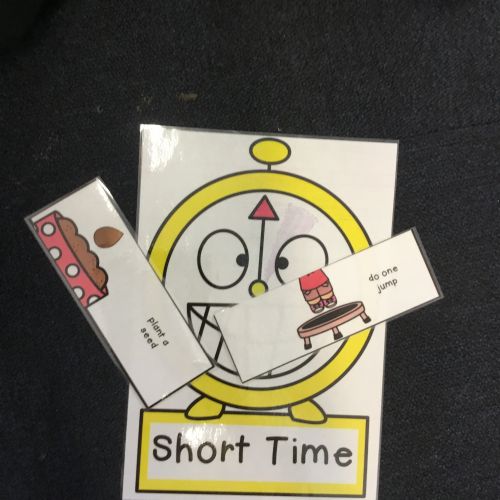 plant a
seed
do one
jump
Short Time